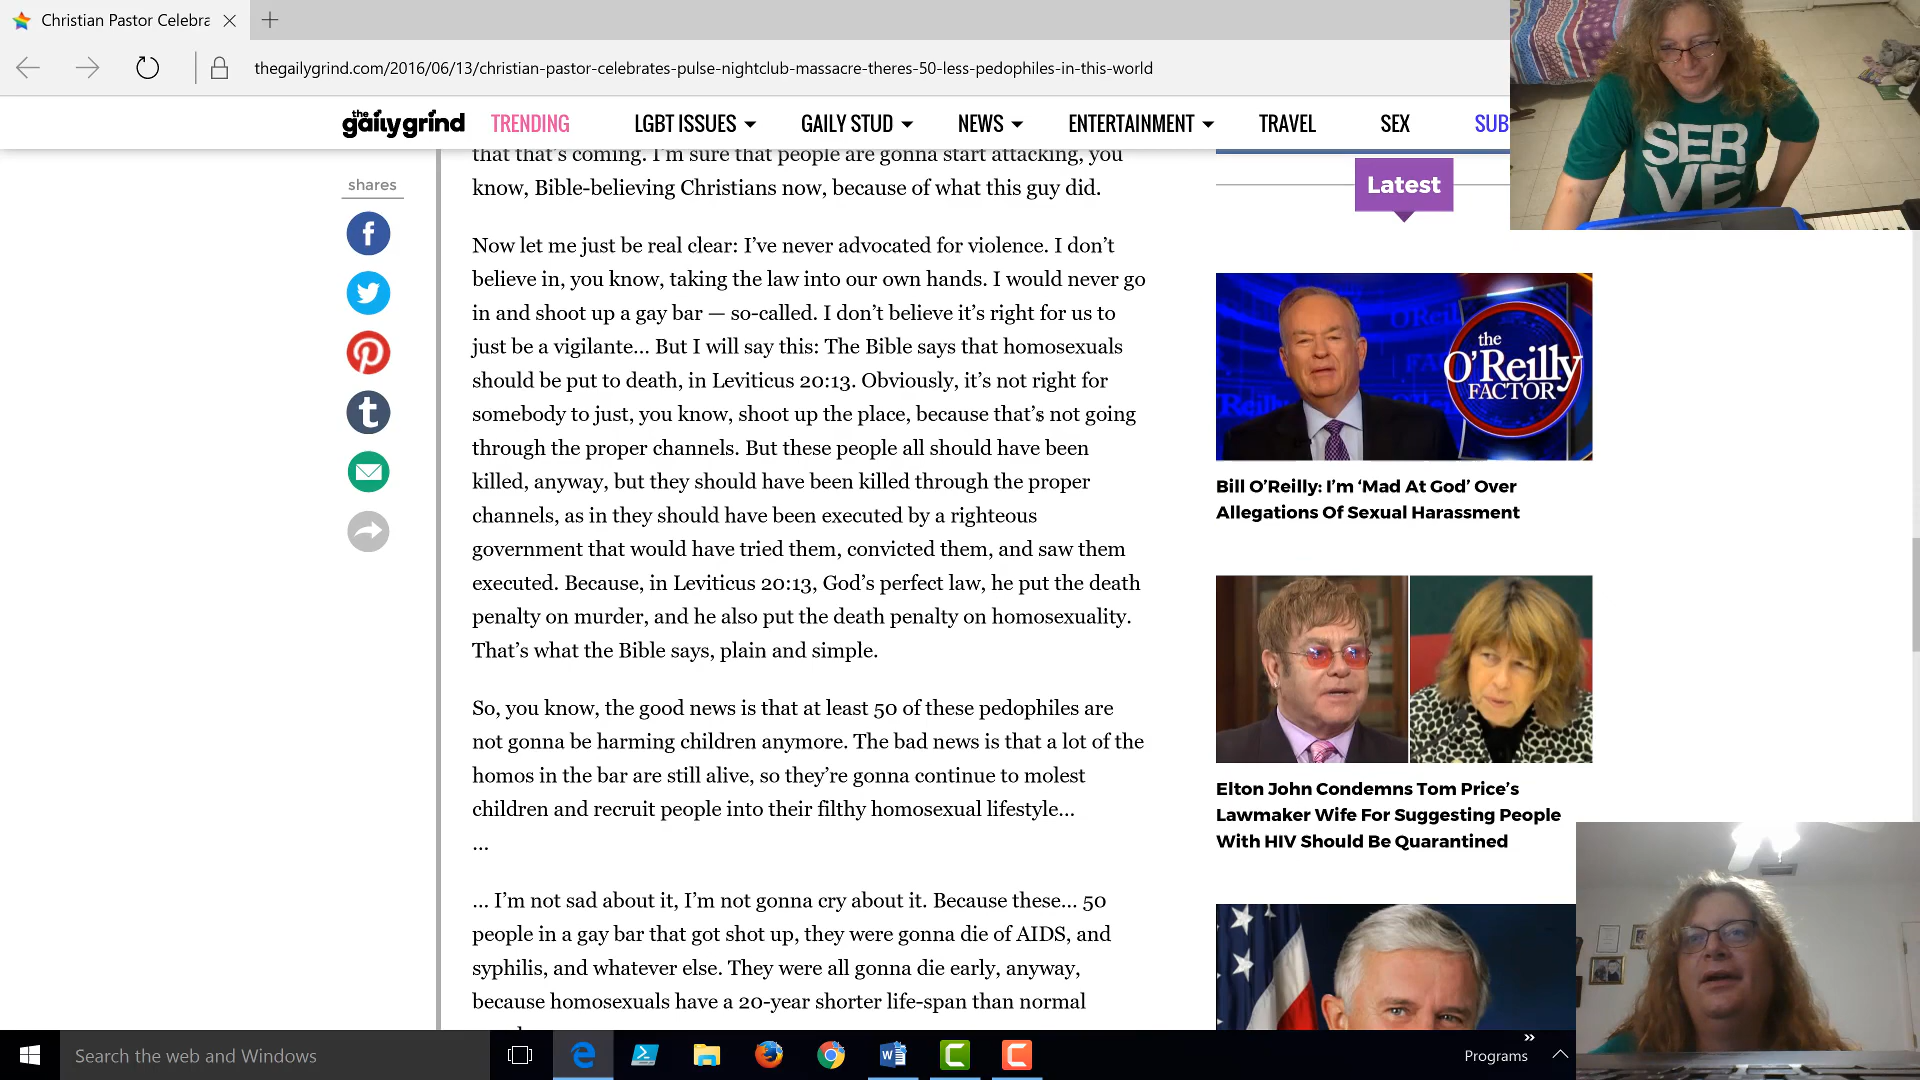 Christian Pastor Celebra
thegailygrind.com/2016/06/13/christian-pastor-celebrates-pulse-nightclub-massacre-theres-50-less-pedophiles-in-this-world
the gailygrind
TRENDING
LGBT ISSUES
GAILY STUD
NEWS
ENTERTAINMENT
TRAVEL
SEX
SUB
shares
that that's coming. I'm sure that people are gonna start attacking, you
know, Bible-believing Christians now, because of what this guy did.
Now let me just be real clear: I've never advocated for violence. I don't
believe in, you know, taking the law into our own hands. I would never go
in and shoot up a gay bar — so-called. I don't believe it's right for us to
just be a vigilante... But I will say this: The Bible says that homosexuals
should be put to death, in Leviticus 20:13. Obviously, it's not right for
somebody to just, you know, shoot up the place, because that's not going
through the proper channels. But these people all should have been
killed, anyway, but they should have been killed through the proper
channels, as in they should have been executed by a righteous
government that would have tried them, convicted them, and saw them
executed. Because, in Leviticus 20:13, God's perfect law, he put the death
penalty on murder, and he also put the death penalty on homosexuality.
That's what the Bible says, plain and simple.
So, you know, the good news is that at least 50 of these pedophiles are
not gonna be harming children anymore. The bad news is that a lot of the
homos in the bar are still alive, so they're gonna continue to molest
children and recruit people into their filthy homosexual lifestyle...
...
... I'm not sad about it, I'm not gonna cry about it. Because these... 50
people in a gay bar that got shot up, they were gonna die of AIDS, and
syphilis, and whatever else. They were all gonna die early, anyway,
because homosexuals have a 20-year shorter life-span than normal
Latest
the
O'Reilly
FACTOR
Bill O'Reilly: I'm 'Mad At God' Over
Allegations Of Sexual Harassment
Elton John Condemns Tom Price's
Lawmaker Wife For Suggesting People
With HIV Should Be Quarantined
SER
VE
Search the web and Windows
Programs